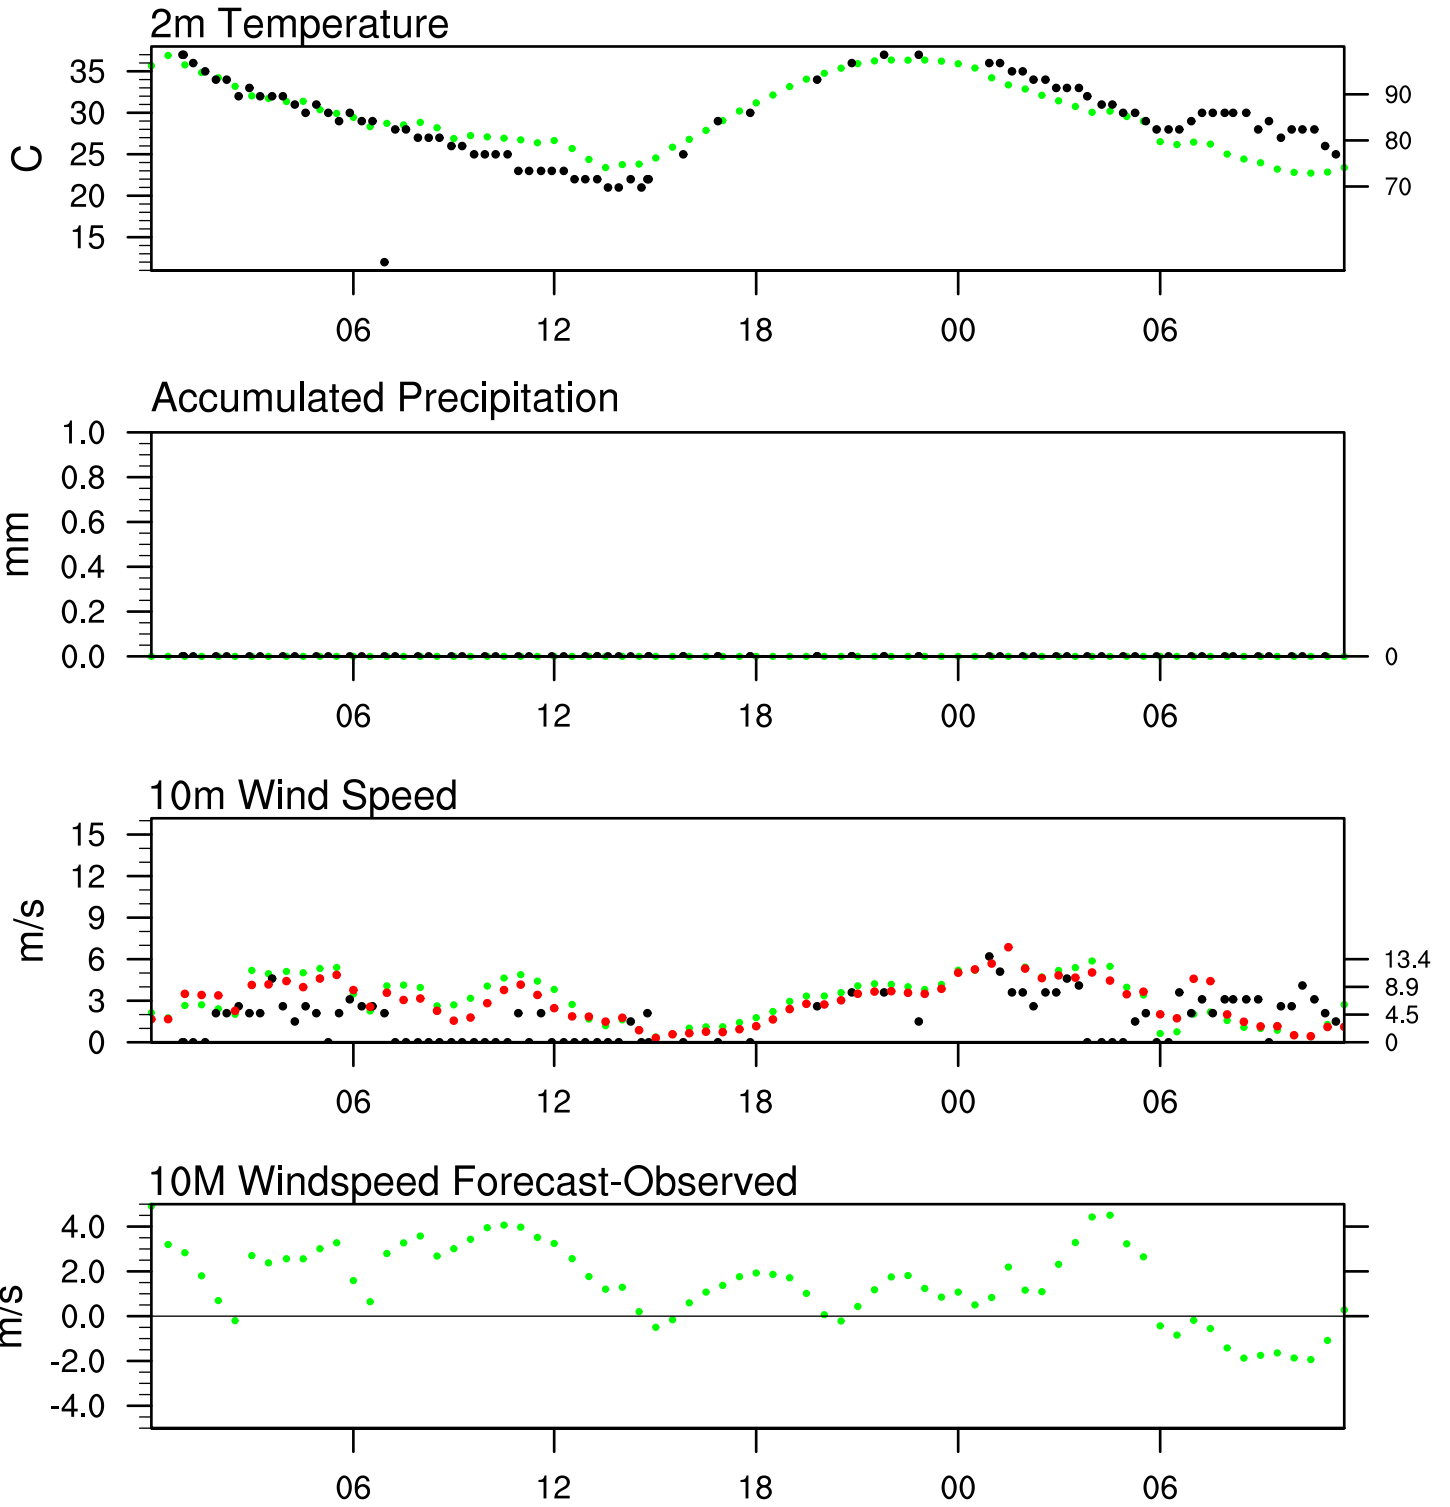 2m Temperature
35
30
25
20
15
C
90
80
70
06 12 18 00 06
Accumulated Precipitation
1.0
0.8
0.6
0.4
0.2
0.0
mm
0
06 12 18 00 06
10m Wind Speed
15
12
9
6
3
0
m/s
13.4
8.9
4.5
0
06 12 18 00 06
10M Windspeed Forecast-Observed
4.0
2.0
0.0
-2.0
-4.0
m/s
06 12 18 00 06